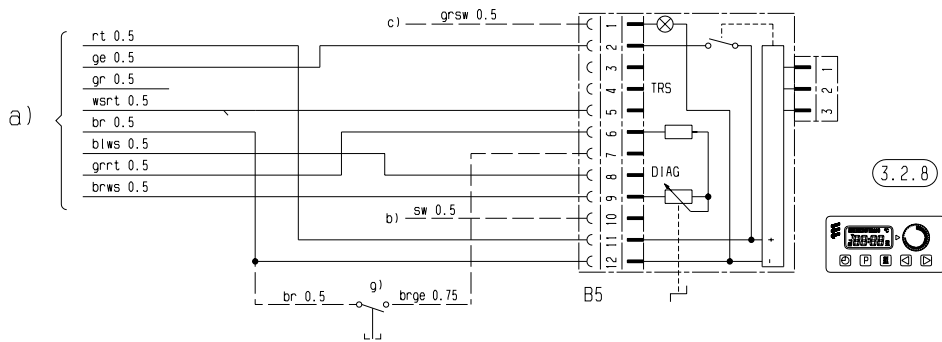 c) grsw 0.5
a)
rt 0.5
ge 0.5
gr 0.5
wsrt 0.5
br 0.5
blws 0.5
grrt 0.5
brws 0.5
b) sw 0.5
br 0.5
g)
brge 0.75
1
2
3
4
5
6
7
8
9
10
11
12
TRS
DIAG
B5
+
-
1
2
3
3.2.8
P